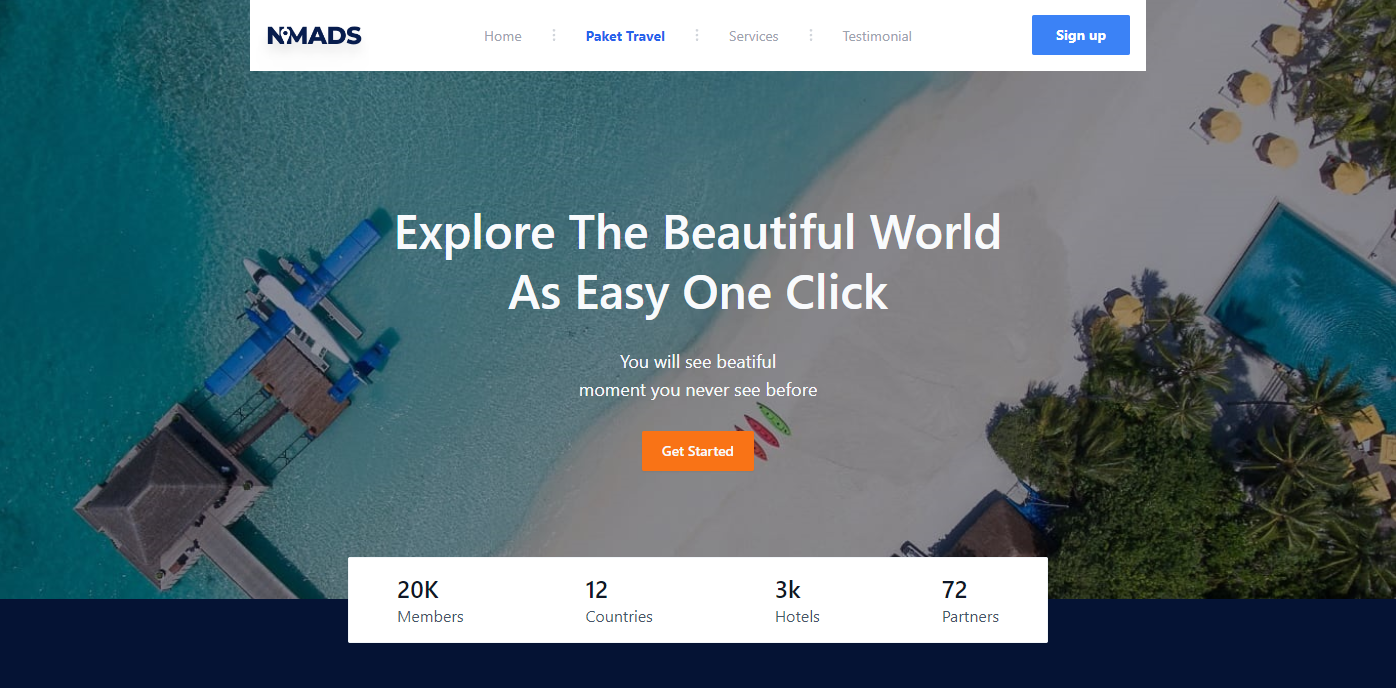 NOMADS
Home
Paket Travel
Services
Testimonial
Sign up
Explore The Beautiful World
As Easy One Click
You will see beatiful
moment you never see before
Get Started
20K
Members
12
Countries
3k
Hotels
72
Partners